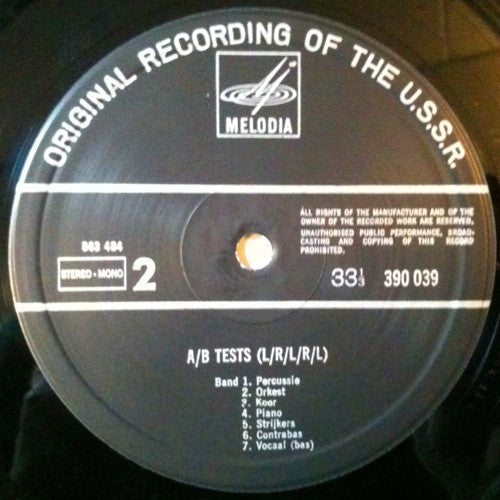 ORIGINAL RECORDING OF THE U.S.S.R.
MELODIA
ALL RIGHTS OF THE MANUFACTURER AND OF THE
OWNER OF THE RECORDED WORK ARE RESERVED.
UNAUTHORISED PUBLIC PERFORMANCE, BROAD-
CASTING AND COPYING OF THIS RECORD
PROHIBITED.
863 484
STEREO-MONO 2
33⅓ 390 039
A/B TESTS (L/R/L/R/L)
Band 1. Percussie
2. Orkest
3. Koor
4. Piano
5. Strijkers
6. Contrabas
7. Vocaal (bas)